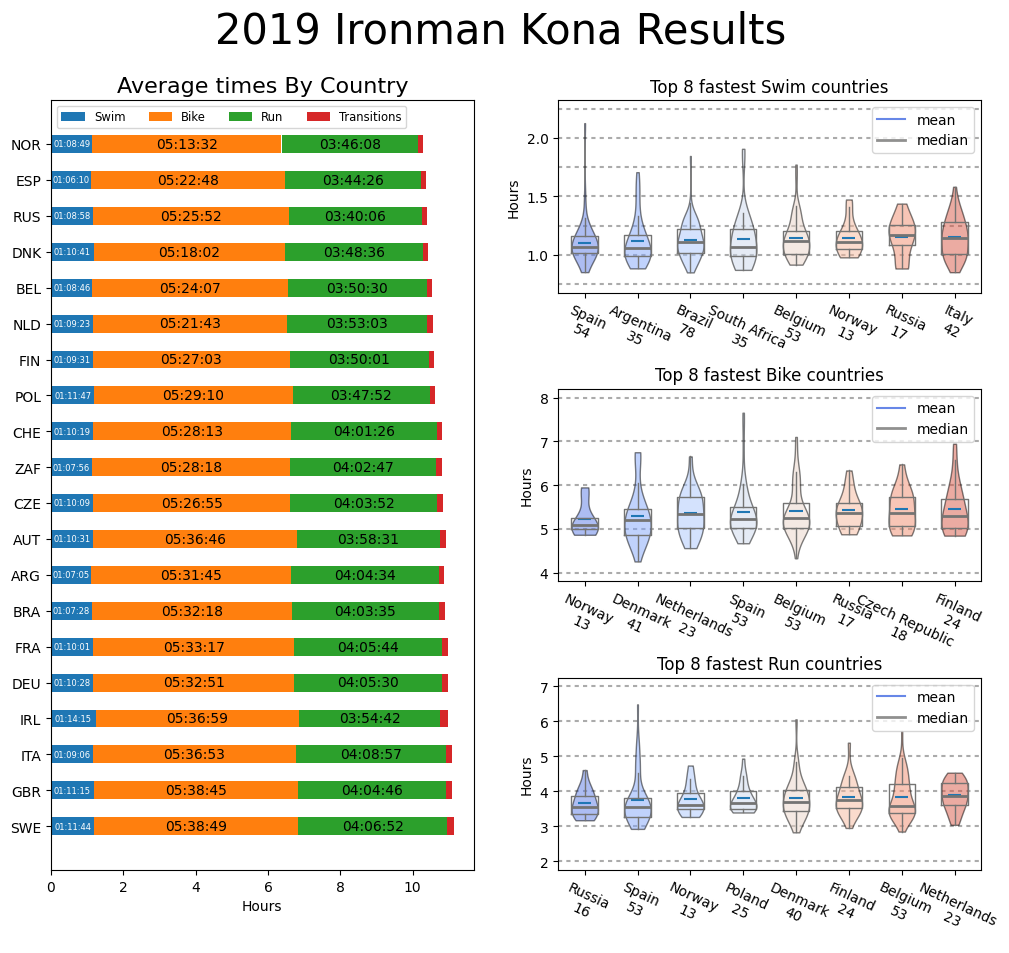 2019 Ironman Kona Results
Average times By Country
Swim Bike Run Transitions
NOR 01:08:49 05:13:32 03:46:08
ESP 01:06:10 05:22:48 03:44:26
RUS 01:08:58 05:25:52 03:40:06
DNK 01:10:41 05:18:02 03:48:36
BEL 01:08:46 05:24:07 03:50:30
NLD 01:09:23 05:21:43 03:53:03
FIN 01:09:31 05:27:03 03:50:01
POL 01:11:47 05:29:10 03:47:52
CHE 01:10:19 05:28:13 04:01:26
ZAF 01:07:56 05:28:18 04:02:47
CZE 01:10:09 05:26:55 04:03:52
AUT 01:10:31 05:36:46 03:58:31
ARG 01:07:05 05:31:45 04:04:34
BRA 01:07:28 05:32:18 04:03:35
FRA 01:10:01 05:33:17 04:05:44
DEU 01:10:28 05:32:51 04:05:30
IRL 01:14:15 05:36:59 03:54:42
ITA 01:09:06 05:36:53 04:08:57
GBR 01:11:15 05:38:45 04:04:46
SWE 01:11:44 05:38:49 04:06:52
0 2 4 6 8 10
Hours
Top 8 fastest Swim countries
mean
median
2.0
1.5
1.0
Hours
Spain
54
Argentina
35
Brazil
78
South Africa
35
Belgium
53
Norway
13
Russia
17
Italy
42
Top 8 fastest Bike countries
mean
median
8
7
6
5
4
Hours
Norway
13
Denmark
41
Netherlands
23
Spain
53
Belgium
53
Russia
17
Czech Republic
18
Finland
24
Top 8 fastest Run countries
mean
median
7
6
5
4
3
2
Hours
Russia
16
Spain
53
Norway
13
Poland
25
Denmark
40
Finland
24
Belgium
53
Netherlands
23